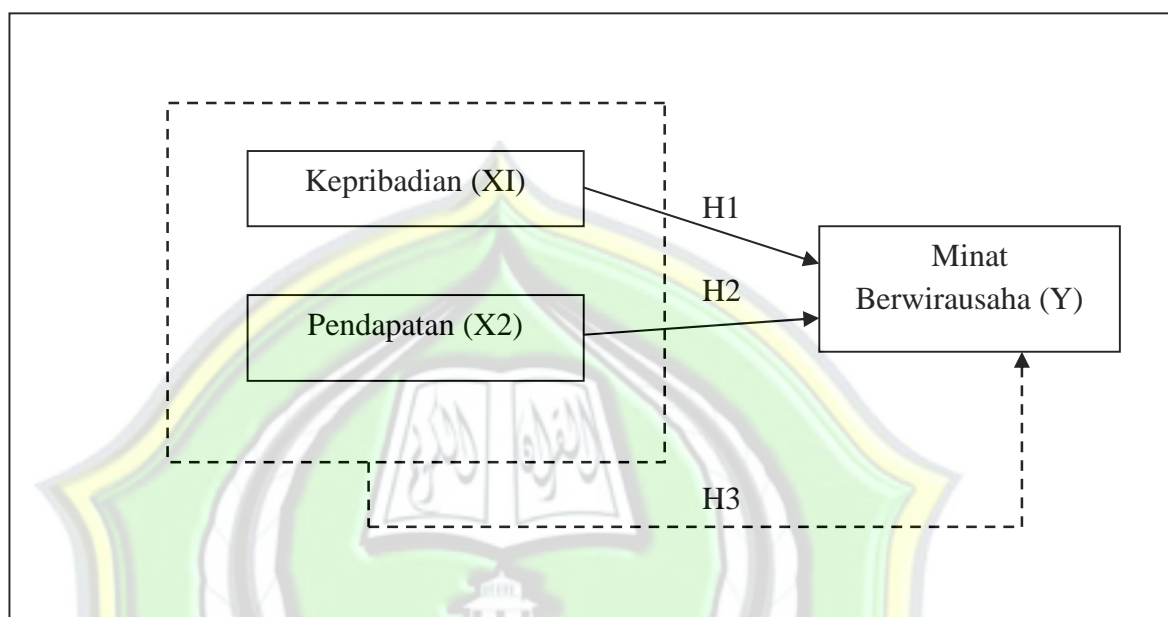 Kepribadian (XI)
H1
Minat
Berwirausaha (Y)
H2
Pendapatan (X2)
H3